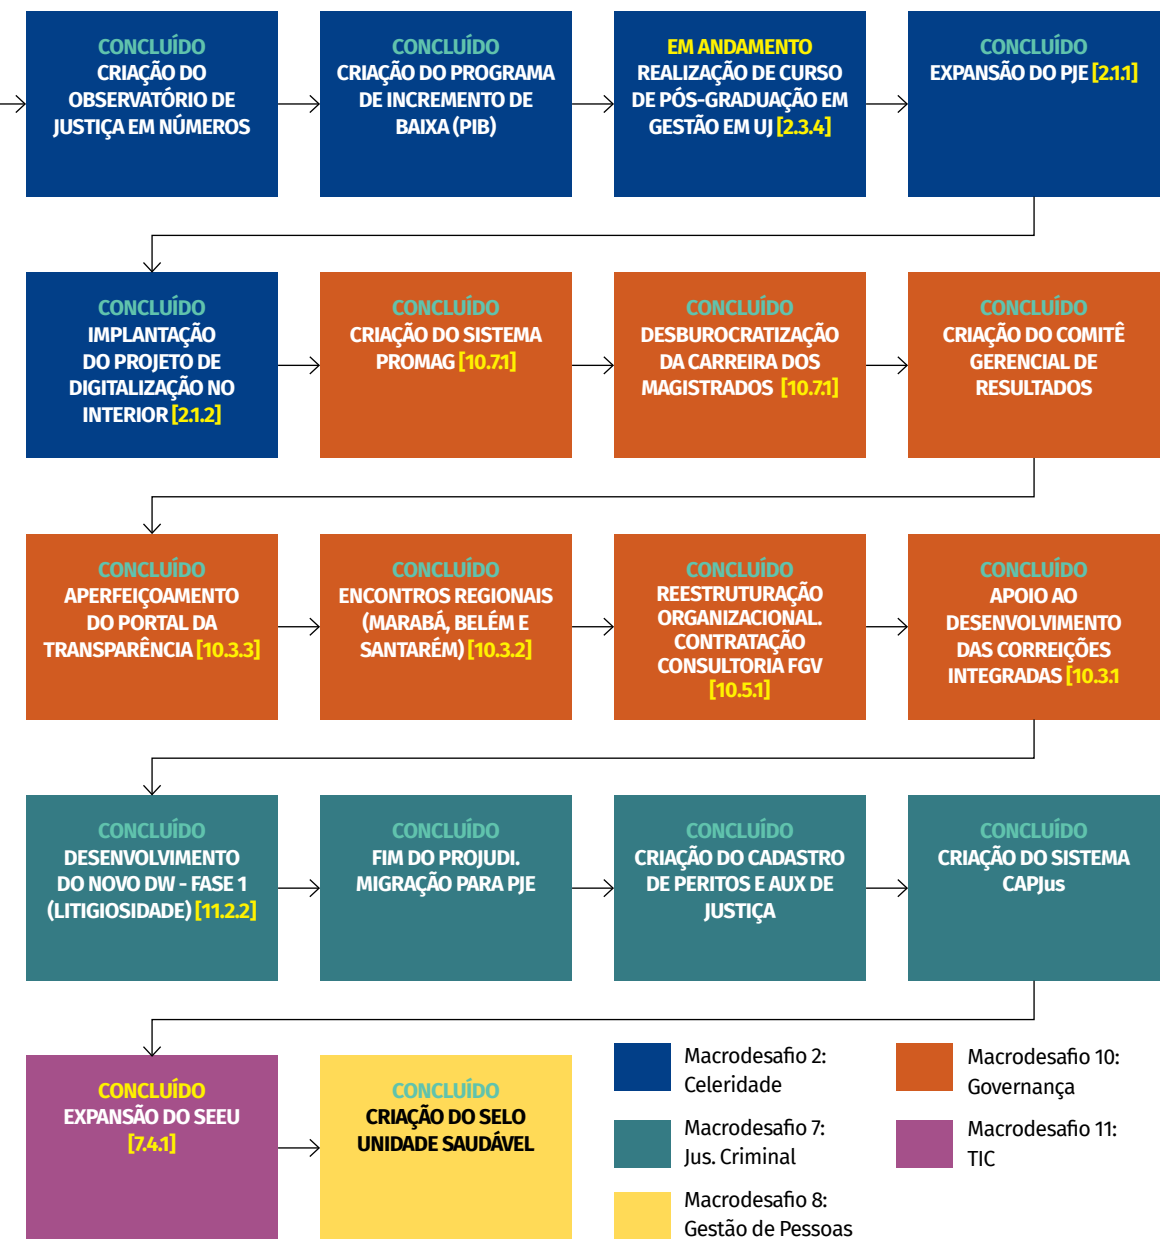 CONCLUÍDO
CRIAÇÃO DO
OBSERVATÓRIO DE
JUSTIÇA EM NÚMEROS
CONCLUÍDO
CRIAÇÃO DO PROGRAMA
DE INCREMENTO DE
BAIXA (PIB)
EM ANDAMENTO
REALIZAÇÃO DE CURSO
DE PÓS-GRADUAÇÃO EM
GESTÃO EM UJ [2.3.4]
CONCLUÍDO
EXPANSÃO DO PJE [2.1.1]
CONCLUÍDO
IMPLANTAÇÃO
DO PROJETO DE
DIGITALIZAÇÃO NO
INTERIOR [2.1.2]
CONCLUÍDO
CRIAÇÃO DO SISTEMA
PROMAG [10.7.1]
CONCLUÍDO
DESBUROCRATIZAÇÃO
DA CARREIRA DOS
MAGISTRADOS [10.7.1]
CONCLUÍDO
CRIAÇÃO DO COMITÊ
GERENCIAL DE
RESULTADOS
CONCLUÍDO
APERFEIÇOAMENTO
DO PORTAL DA
TRANSPARÊNCIA [10.3.3]
CONCLUÍDO
ENCONTROS REGIONAIS
(MARABÁ, BELÉM E
SANTARÉM) [10.3.2]
CONCLUÍDO
REESTRUTURAÇÃO
ORGANIZACIONAL.
CONTRATAÇÃO
CONSULTORIA FGV
[10.5.1]
CONCLUÍDO
APOIO AO
DESENVOLVIMENTO
DAS CORREIÇÕES
INTEGRADAS [10.3.1
CONCLUÍDO
DESENVOLVIMENTO
DO NOVO DW - FASE 1
(LITIGIOSIDADE) [11.2.2]
CONCLUÍDO
FIM DO PROJUDI.
MIGRAÇÃO PARA PJE
CONCLUÍDO
CRIAÇÃO DO CADASTRO
DE PERITOS E AUX DE
JUSTIÇA
CONCLUÍDO
CRIAÇÃO DO SISTEMA
CAPJus
CONCLUÍDO
EXPANSÃO DO SEEU
[7.4.1]
CONCLUÍDO
CRIAÇÃO DO SELO
UNIDADE SAUDÁVEL
Macrodesafio 2:
Celeridade
Macrodesafio 7:
Jus. Criminal
Macrodesafio 8:
Gestão de Pessoas
Macrodesafio 10:
Governança
Macrodesafio 11:
TIC